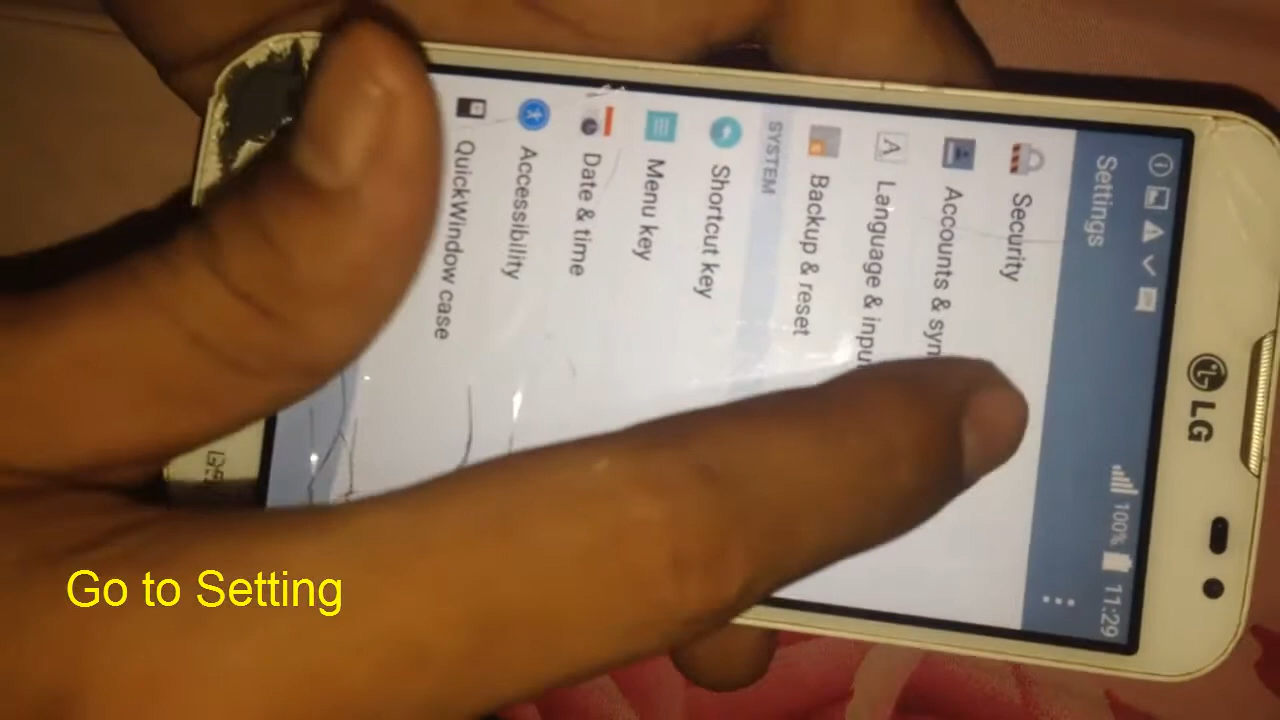 100% 11:29
LG
Settings
Security
Accounts & syn
Language & inpu
Backup & reset
SYSTEM
Shortcut key
Menu key
Date & time
Accessibility
QuickWindow case
Go to Setting